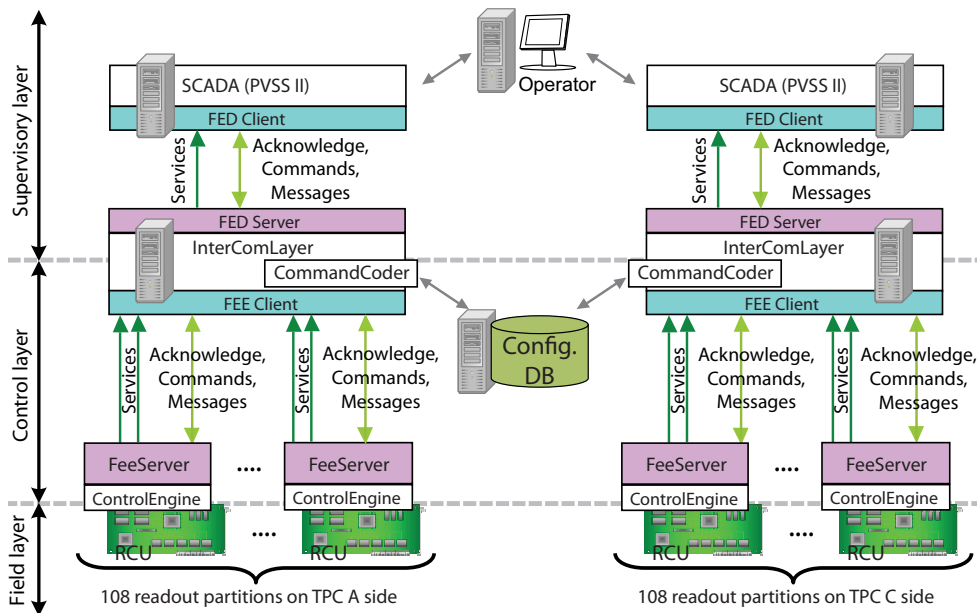 Supervisory layer
Control layer
Field layer
Operator
SCADA (PVSS II)
FED Client
Services
Acknowledge,
Commands,
Messages
FED Server
InterComLayer
CommandCoder
FEE Client
Services
Acknowledge,
Commands,
Messages
Services
Acknowledge,
Commands,
Messages
FeeServer
ControlEngine
RCU
....
....
FeeServer
ControlEngine
RCU
108 readout partitions on TPC A side
Config.
DB
SCADA (PVSS II)
FED Client
Services
Acknowledge,
Commands,
Messages
FED Server
InterComLayer
CommandCoder
FEE Client
Services
Acknowledge,
Commands,
Messages
Services
Acknowledge,
Commands,
Messages
FeeServer
ControlEngine
RCU
....
....
FeeServer
ControlEngine
RCU
108 readout partitions on TPC C side